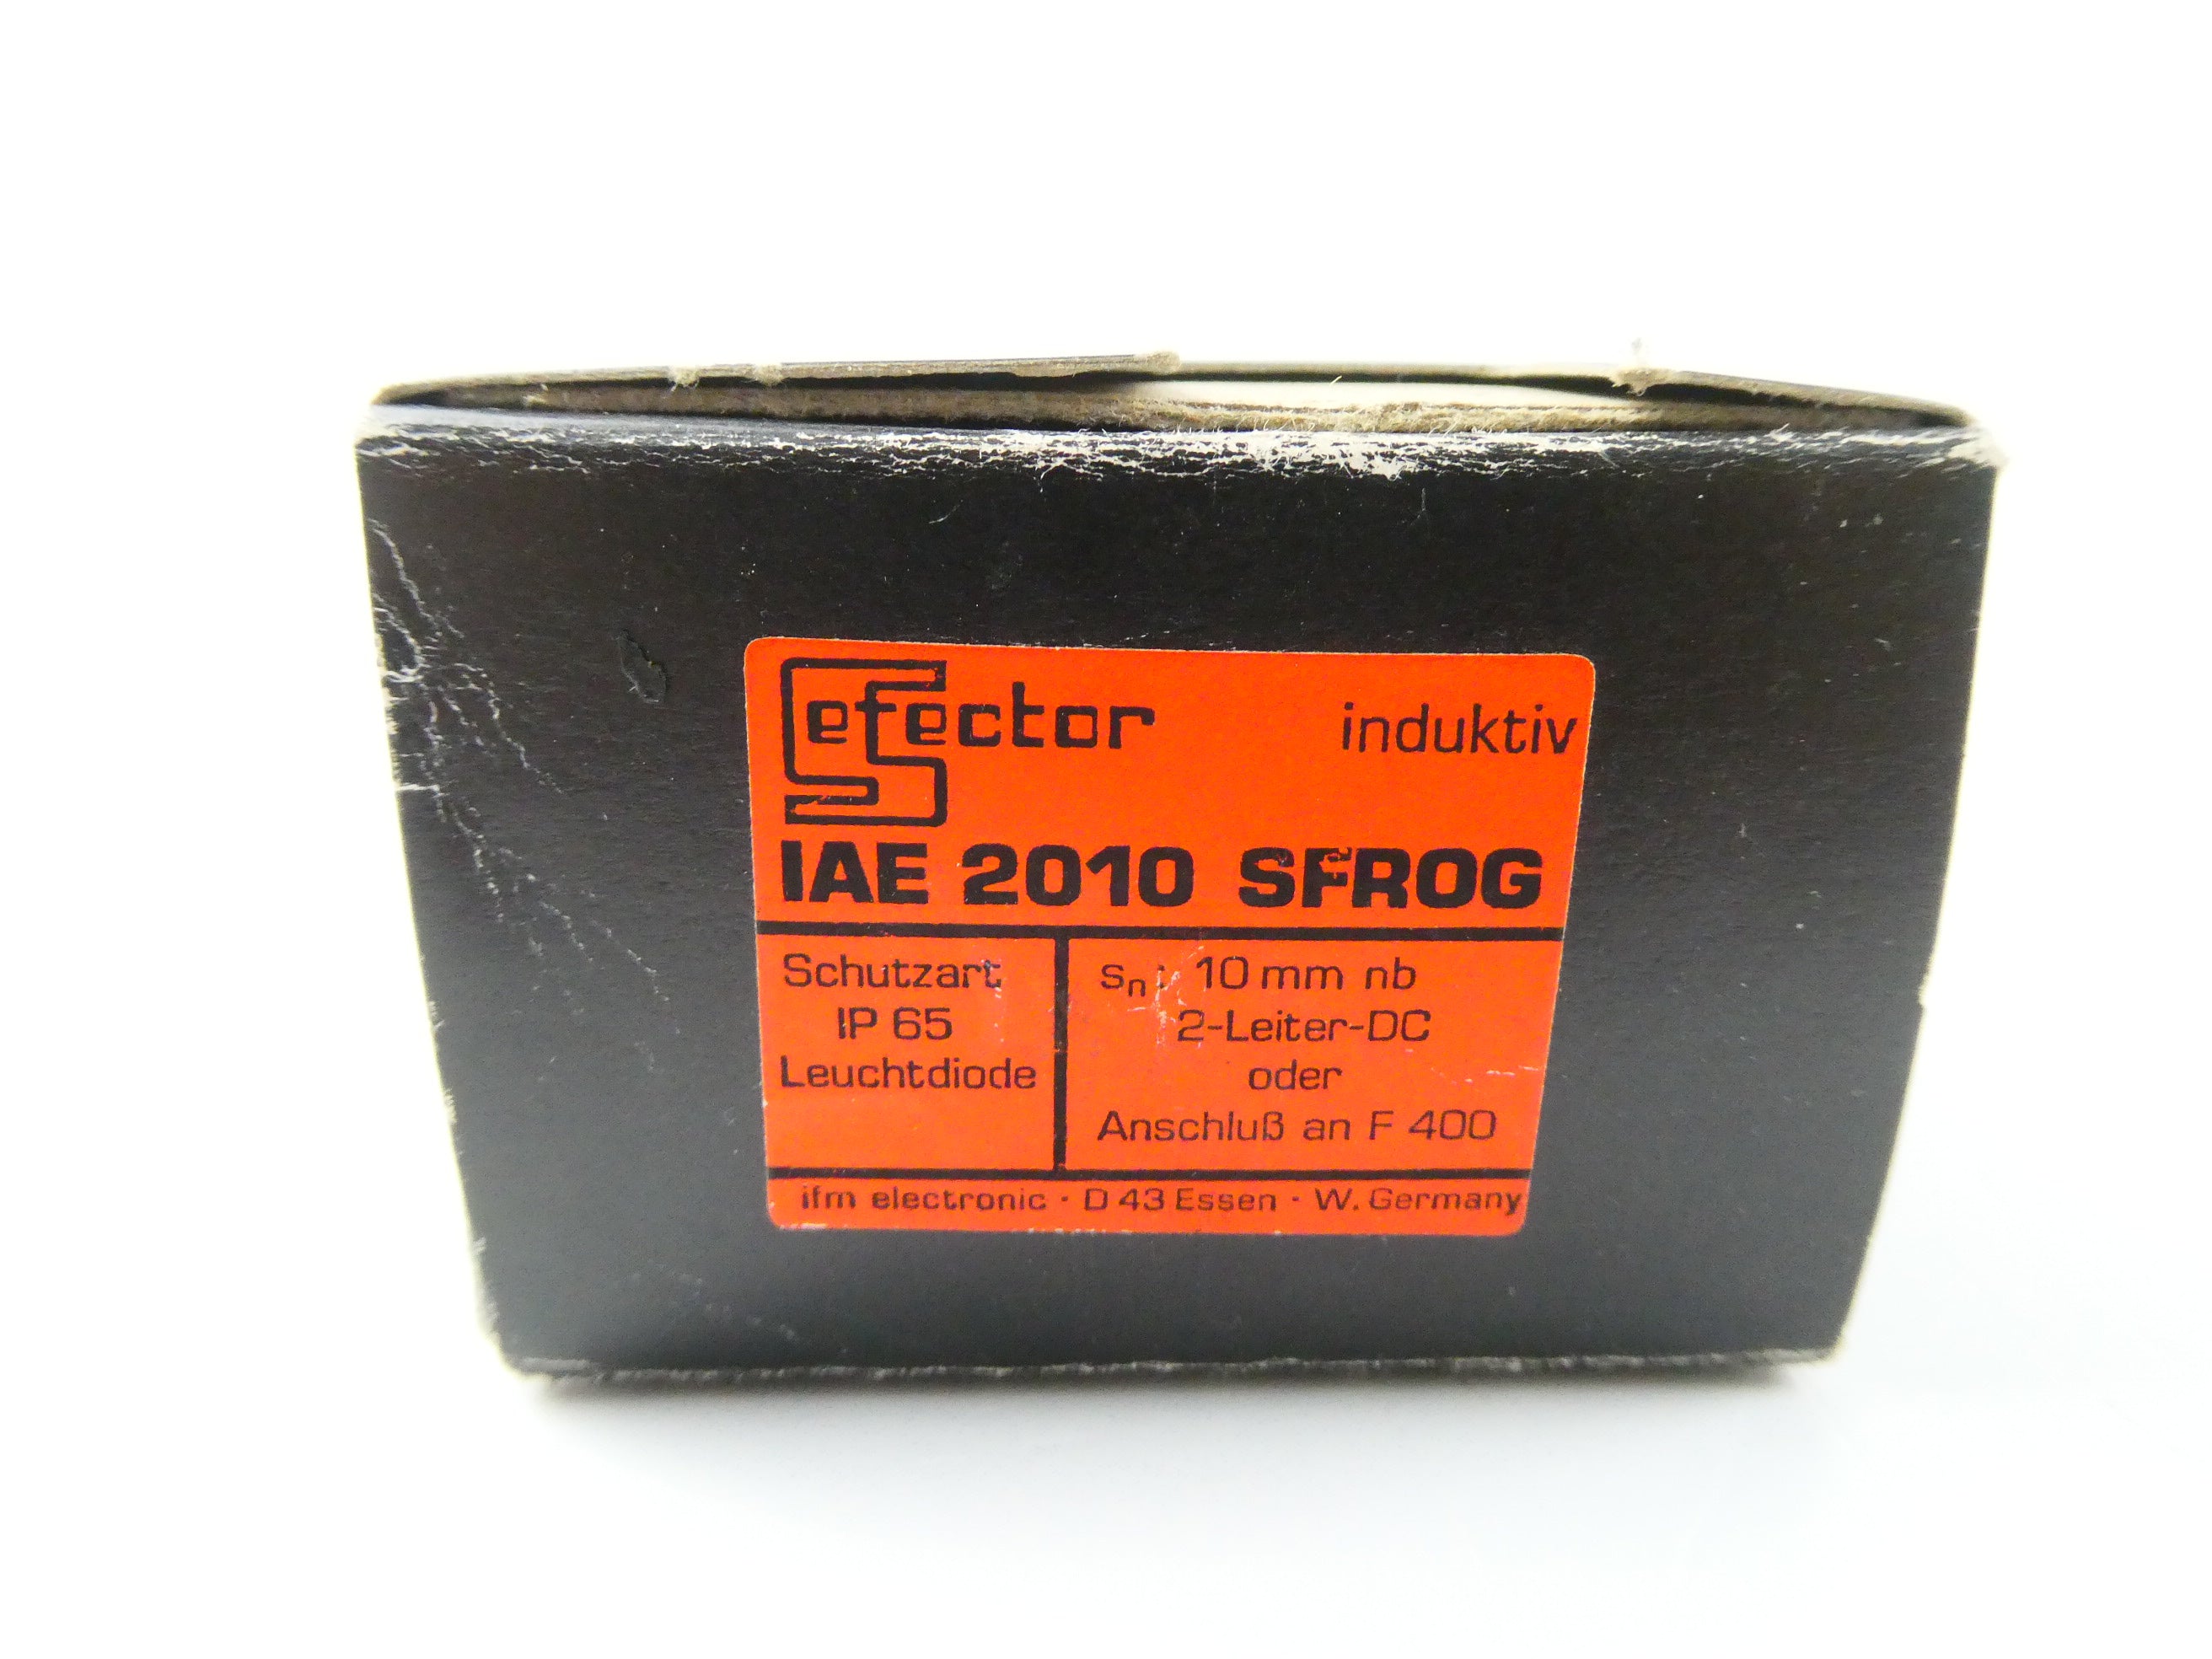 efector induktiv
IAE 2010 SFROG
Schutzart
IP 65
Leuchtdiode
sn: 10 mm nb
2-Leiter-DC
oder
Anschluß an F 400
ifm electronic · D 43 Essen · W. Germany